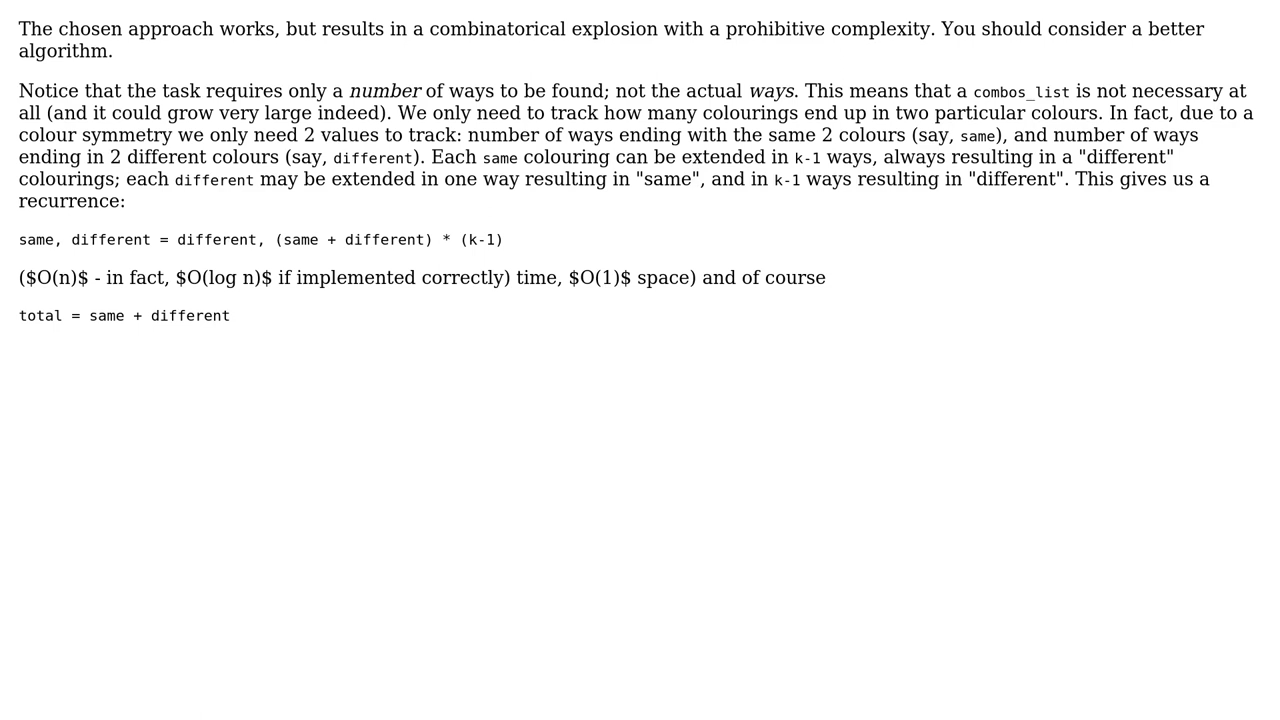 The chosen approach works, but results in a combinatorical explosion with a prohibitive complexity. You should consider a better
algorithm.
Notice that the task requires only a number of ways to be found; not the actual ways. This means that a combos_list is not necessary at
all (and it could grow very large indeed). We only need to track how many colourings end up in two particular colours. In fact, due to a
colour symmetry we only need 2 values to track: number of ways ending with the same 2 colours (say, same), and number of ways
ending in 2 different colours (say, different). Each same colouring can be extended in k-1 ways, always resulting in a "different"
colourings; each different may be extended in one way resulting in "same", and in k-1 ways resulting in "different". This gives us a
recurrence:
same, different = different, (same + different) * (k-1)
($O(n)$ - in fact, $O(log n)$ if implemented correctly) time, $O(1)$ space) and of course
total = same + different